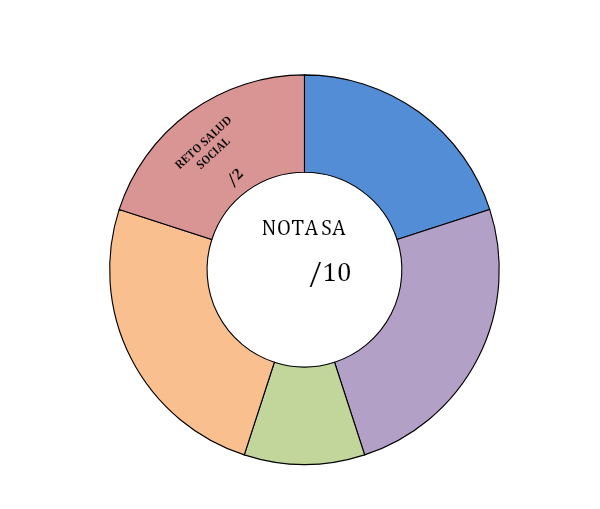 RETO SALUD
SOCIAL
/2
NOTA SA
/10